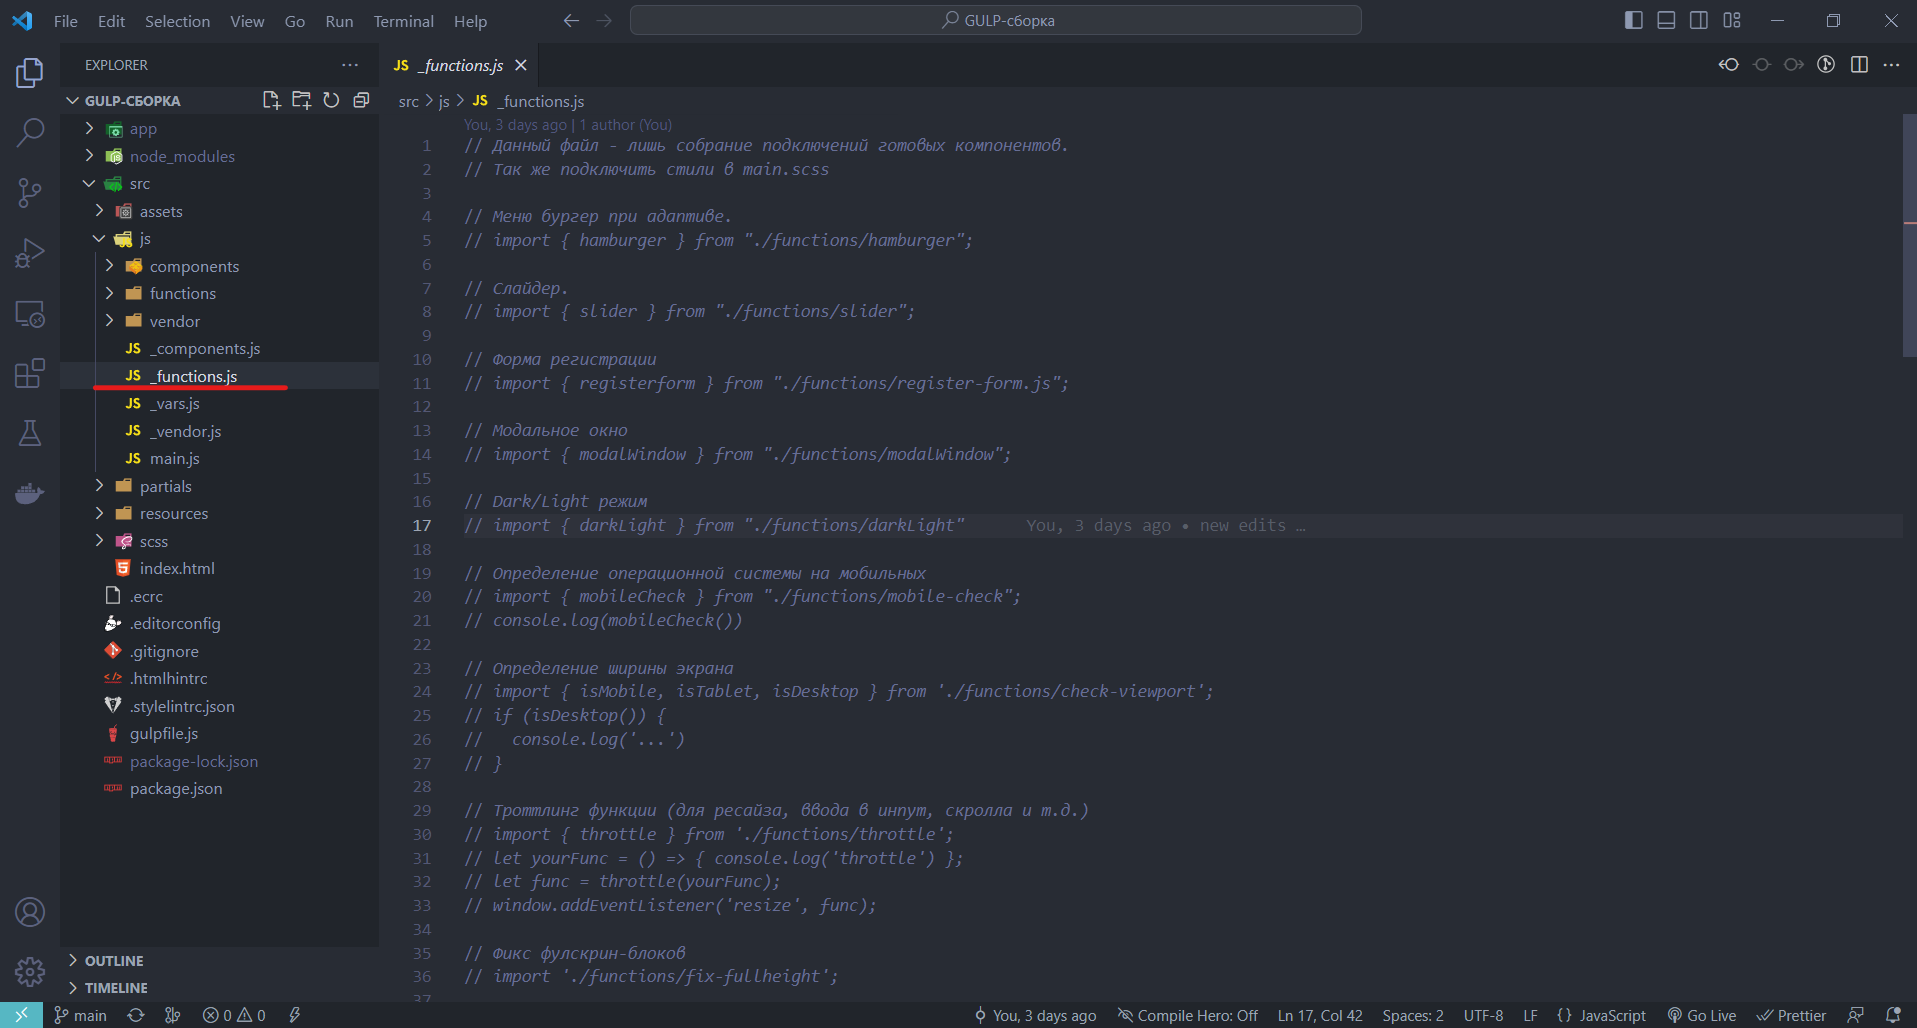 File Edit Selection View Go Run Terminal Help
GULP-сборка
EXPLORER
GULP-СБОРКА
app
node_modules
src
assets
js
components
functions
vendor
JS _components.js
JS _functions.js
JS _vars.js
JS _vendor.js
JS main.js
partials
resources
scss
index.html
.ecrc
.editorconfig
.gitignore
.htmlhintrc
.stylelintrc.json
gulpfile.js
package-lock.json
package.json
OUTLINE
TIMELINE
JS _functions.js
src > js > JS _functions.js
You, 3 days ago | 1 author (You)
1 // Данный файл - лишь собрание подключений готовых компонентов.
2 // Так же подключить стили в main.scss
3
4 // Меню бургер при адаптиве.
5 // import { hamburger } from "./functions/hamburger";
6
7 // Слайдер.
8 // import { slider } from "./functions/slider";
9
10 // Форма регистрации
11 // import { registerform } from "./functions/register-form.js";
12
13 // Модальное окно
14 // import { modalWindow } from "./functions/modalWindow";
15
16 // Dark/Light режим
17 // import { darkLight } from "./functions/darkLight" You, 3 days ago • new edits …
18
19 // Определение операционной системы на мобильных
20 // import { mobileCheck } from "./functions/mobile-check";
21 // console.log(mobileCheck())
22
23 // Определение ширины экрана
24 // import { isMobile, isTablet, isDesktop } from './functions/check-viewport';
25 // if (isDesktop()) {
26 //   console.log('...')
27 // }
28
29 // Троттлинг функции (для ресайза, ввода в инпут, скролла и т.д.)
30 // import { throttle } from './functions/throttle';
31 // let yourFunc = () => { console.log('throttle') };
32 // let func = throttle(yourFunc);
33 // window.addEventListener('resize', func);
34
35 // Фикс фулскрин-блоков
36 // import './functions/fix-fullheight';
37
main 0 0 You, 3 days ago Compile Hero: Off Ln 17, Col 42 Spaces: 2 UTF-8 LF {} JavaScript Go Live Prettier